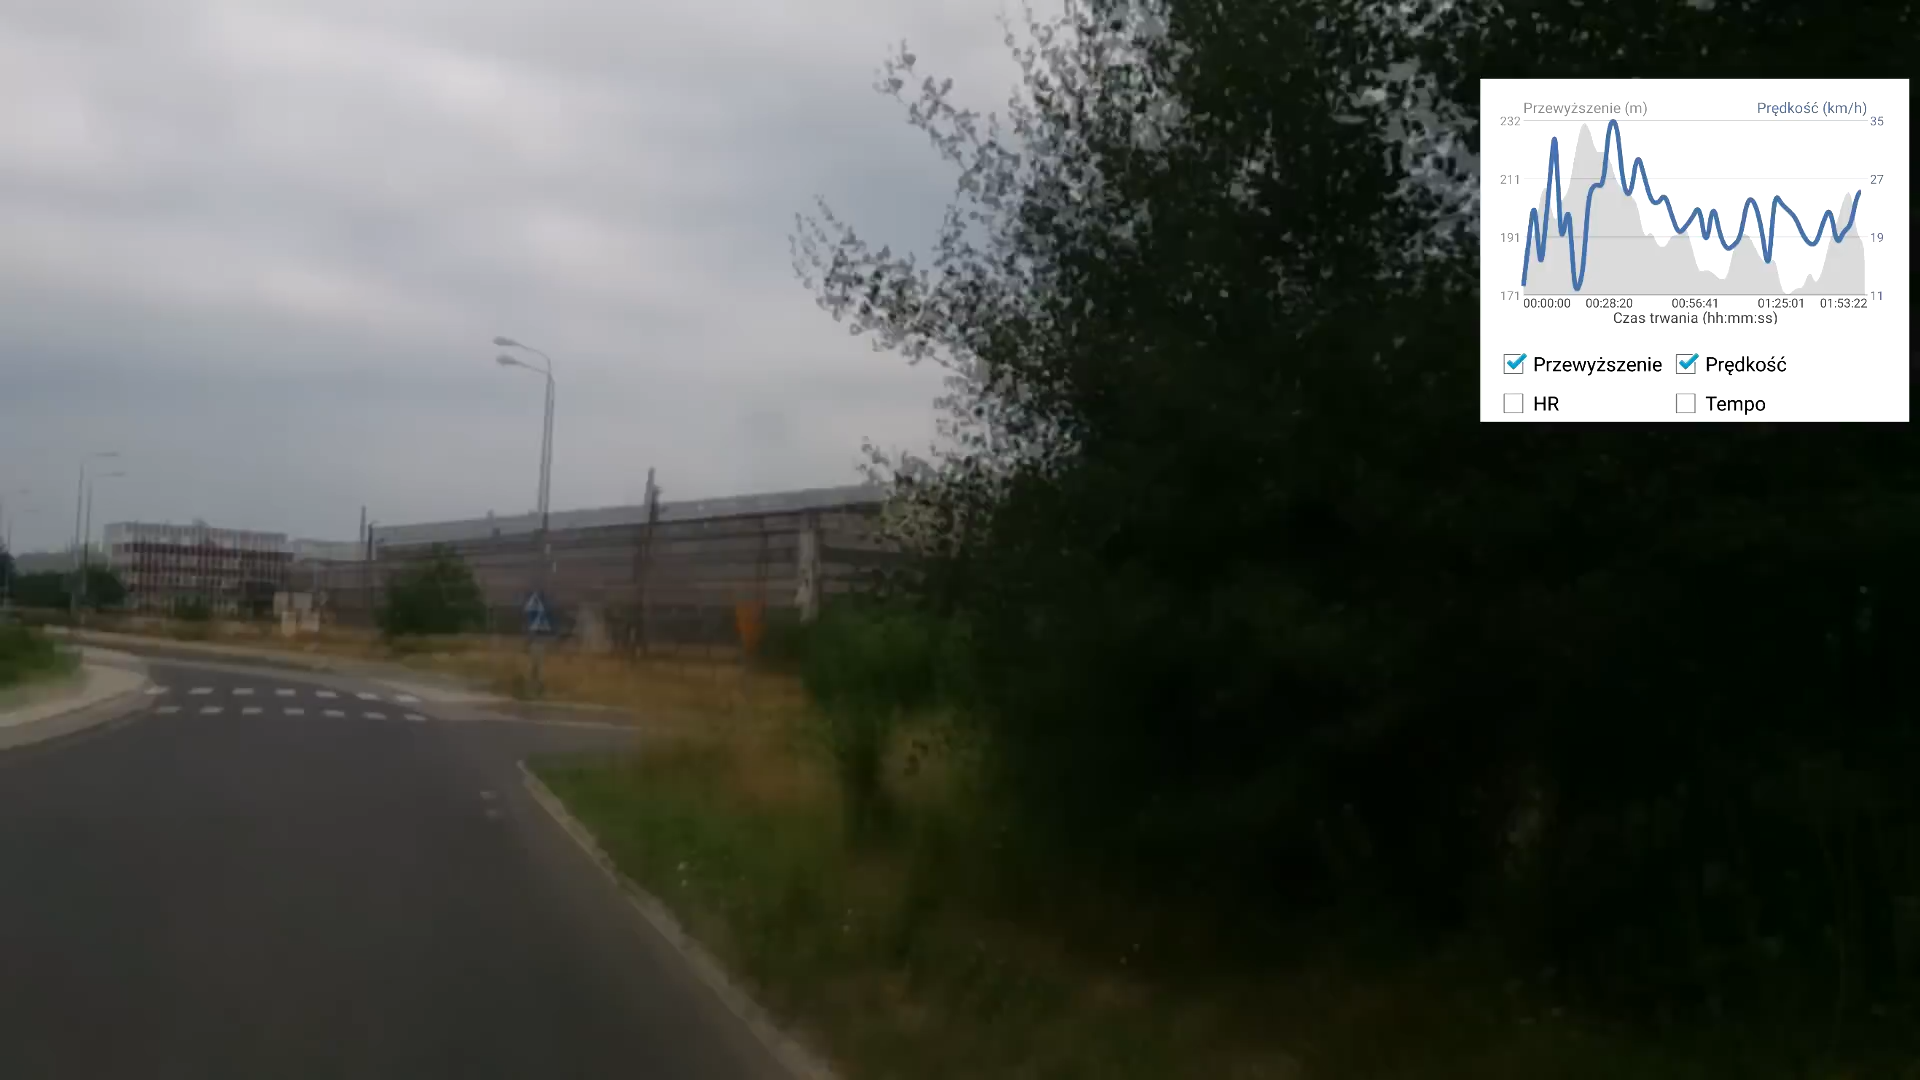 Przewyższenie (m) Prędkość (km/h)
232 35
211 27
191 19
171 11
00:00:00 00:28:20 00:56:41 01:25:01 01:53:22
Czas trwania (hh:mm:ss)
Przewyższenie Prędkość
HR Tempo